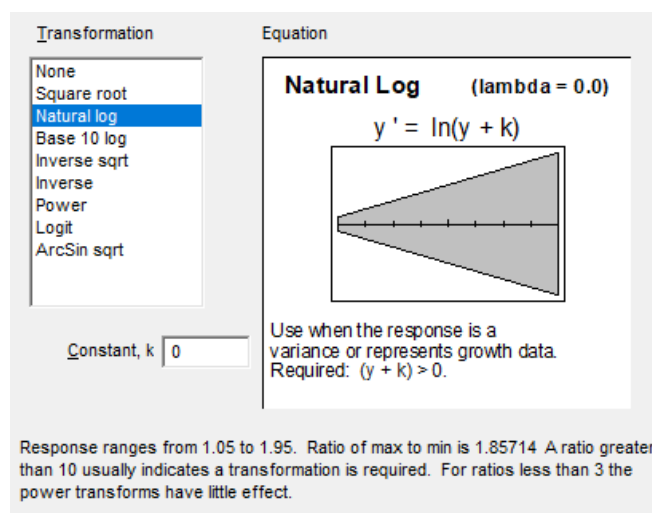 Transformation
Equation
None
Square root
Natural log
Base 10 log
Inverse sqrt
Inverse
Power
Logit
ArcSin sqrt
Constant, k 0
Natural Log (lambda = 0.0)
y ' = ln(y + k)
Use when the response is a
variance or represents growth data.
Required: (y + k) > 0.
Response ranges from 1.05 to 1.95. Ratio of max to min is 1.85714 A ratio greater
than 10 usually indicates a transformation is required. For ratios less than 3 the
power transforms have little effect.